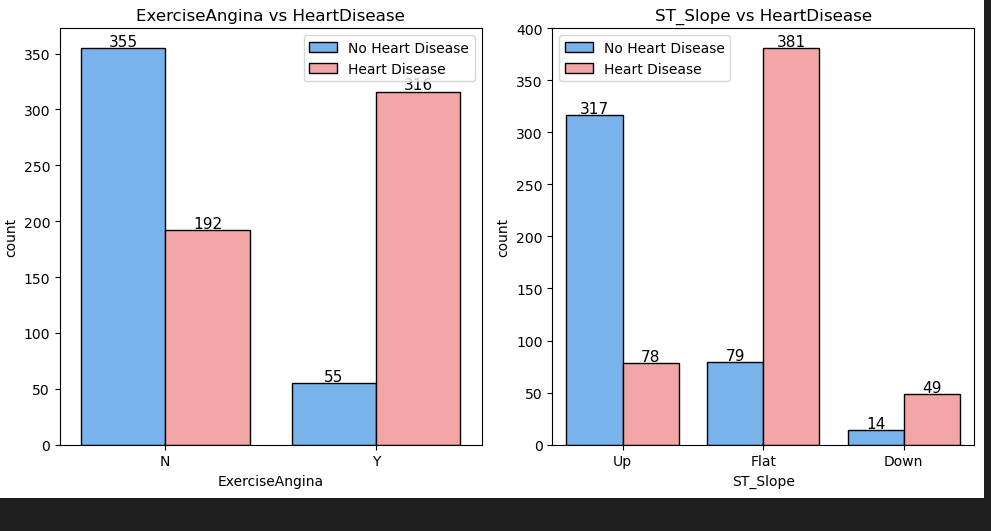 ExerciseAngina vs HeartDisease
No Heart Disease
Heart Disease
355
192
55
316
350
300
250
200
150
100
50
0
count
N
Y
ExerciseAngina
ST_Slope vs HeartDisease
No Heart Disease
Heart Disease
317
78
79
381
14
49
400
350
300
250
200
150
100
50
0
count
Up
Flat
Down
ST_Slope